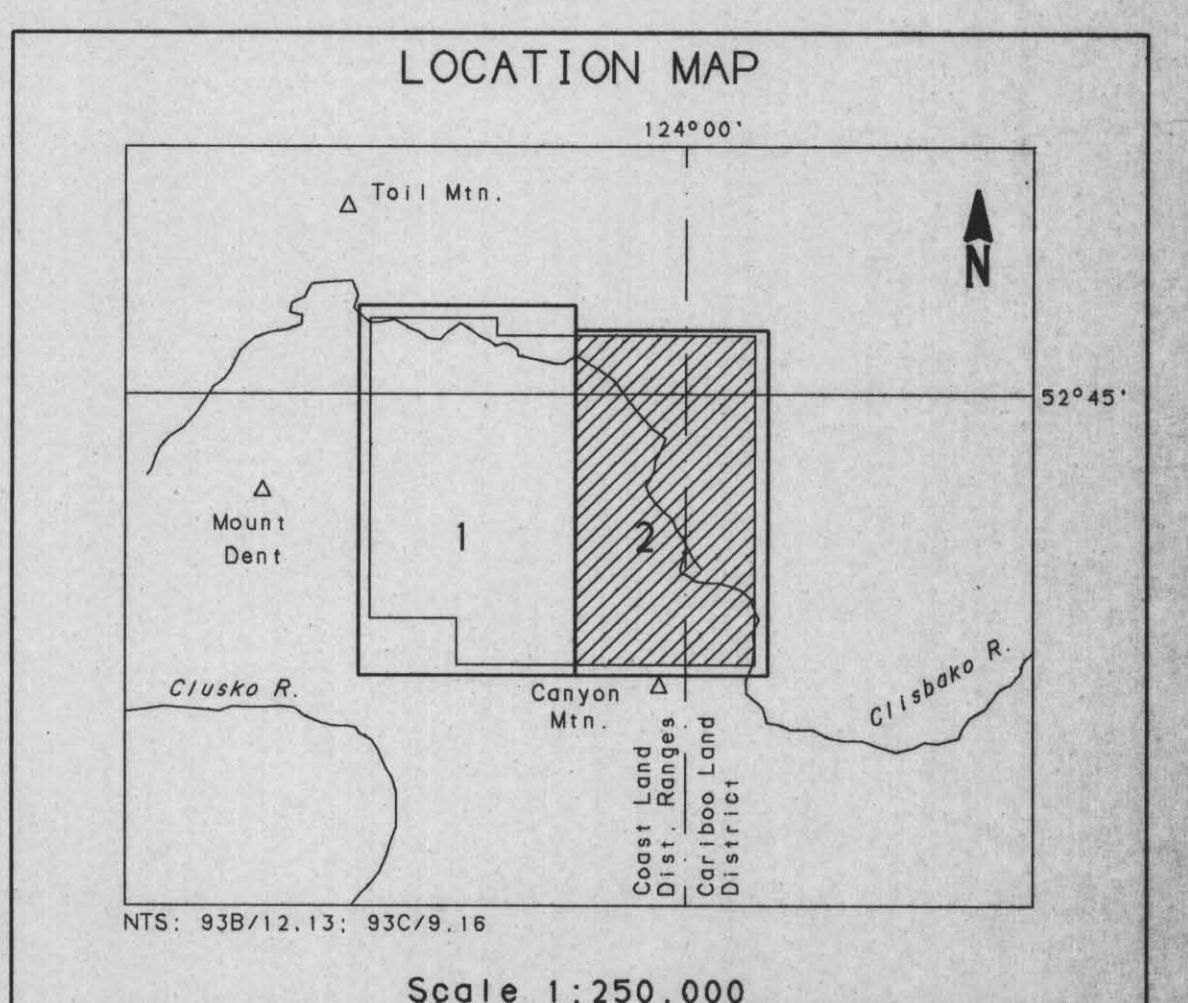 LOCATION MAP
124°00'
Toil Mtn.
N
52°45'
Mount
Dent
1
2
Clusko R.
Canyon
Mtn.
Clisbako R.
Coast Land
Dist. Ranges
Cariboo Land
District
NTS: 93B/12.13; 93C/9.16
Scale 1:250,000